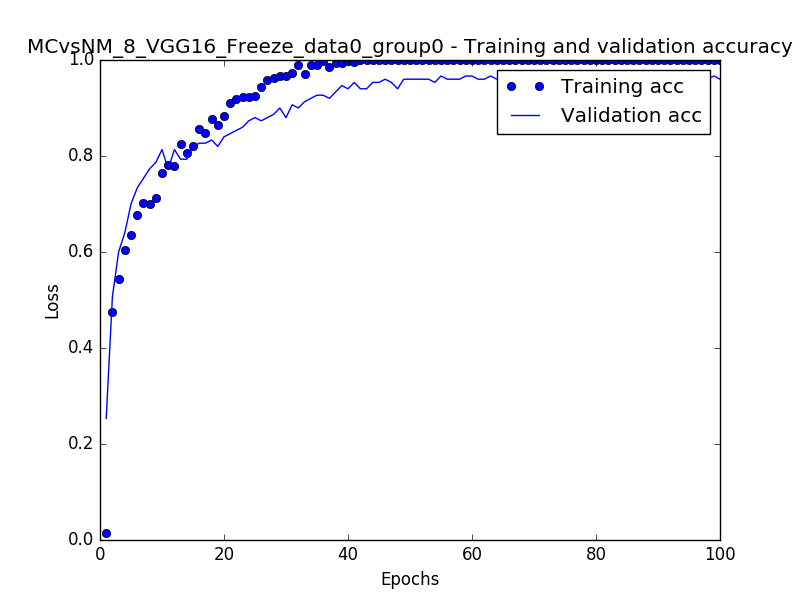 MCvsNM_8_VGG16_Freeze_data0_group0 - Training and validation accuracy
1.0
0.8
0.6
0.4
0.2
0.0
Loss
Training acc
Validation acc
0 20 40 60 80 100
Epochs